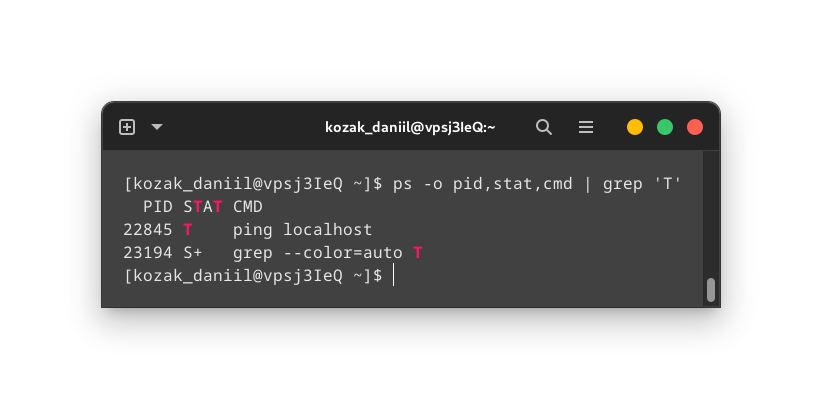 kozak_daniil@vpsj3IeQ:~
[kozak_daniil@vpsj3IeQ ~]$ ps -o pid,stat,cmd | grep 'T'
  PID STAT CMD
22845 T    ping localhost
23194 S+   grep --color=auto T
[kozak_daniil@vpsj3IeQ ~]$